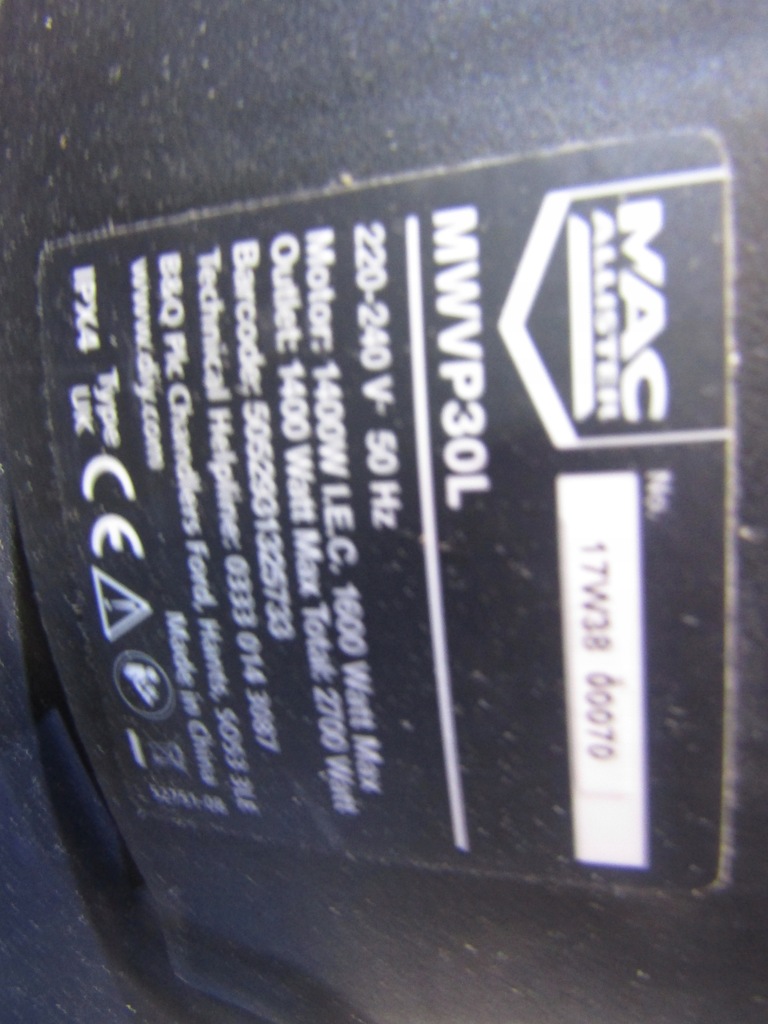 MAC
ALLISTER
No.
17W38 00070
MWVP30L
220-240 V- 50 Hz
Motor: 1400W I.E.C. 1600 Watt Max
Outlet: 1400 Watt Max Total: 2700 Watt
Barcode: 5052931325733
Technical Helpline: 0333 014 3887
B&Q Plc Chandlers Ford, Hants, SO53 3LE
www.diy.com
Made in China
IPX4
Type
UK
CE